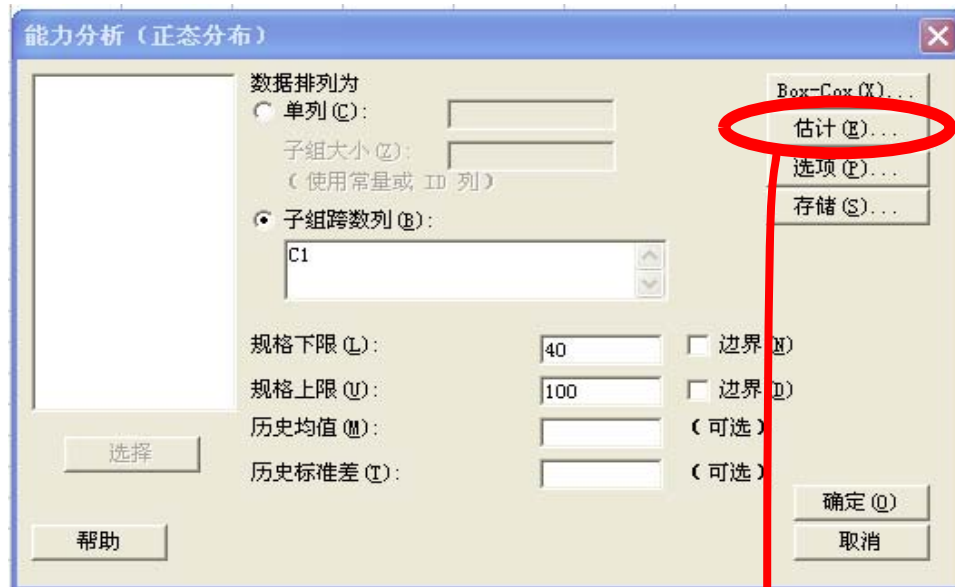 能力分析（正态分布）
数据排列为
单列(C):
子组大小(Z):
（使用常量或 ID 列）
子组跨数列(B):
C1
Box-Cox(X)...
估计(E)...
选项(P)...
存储(S)...
规格下限(L): 40 边界(N)
规格上限(U): 100 边界(D)
历史均值(M): （可选）
历史标准差(T): （可选）
选择
确定(O)
帮助 取消